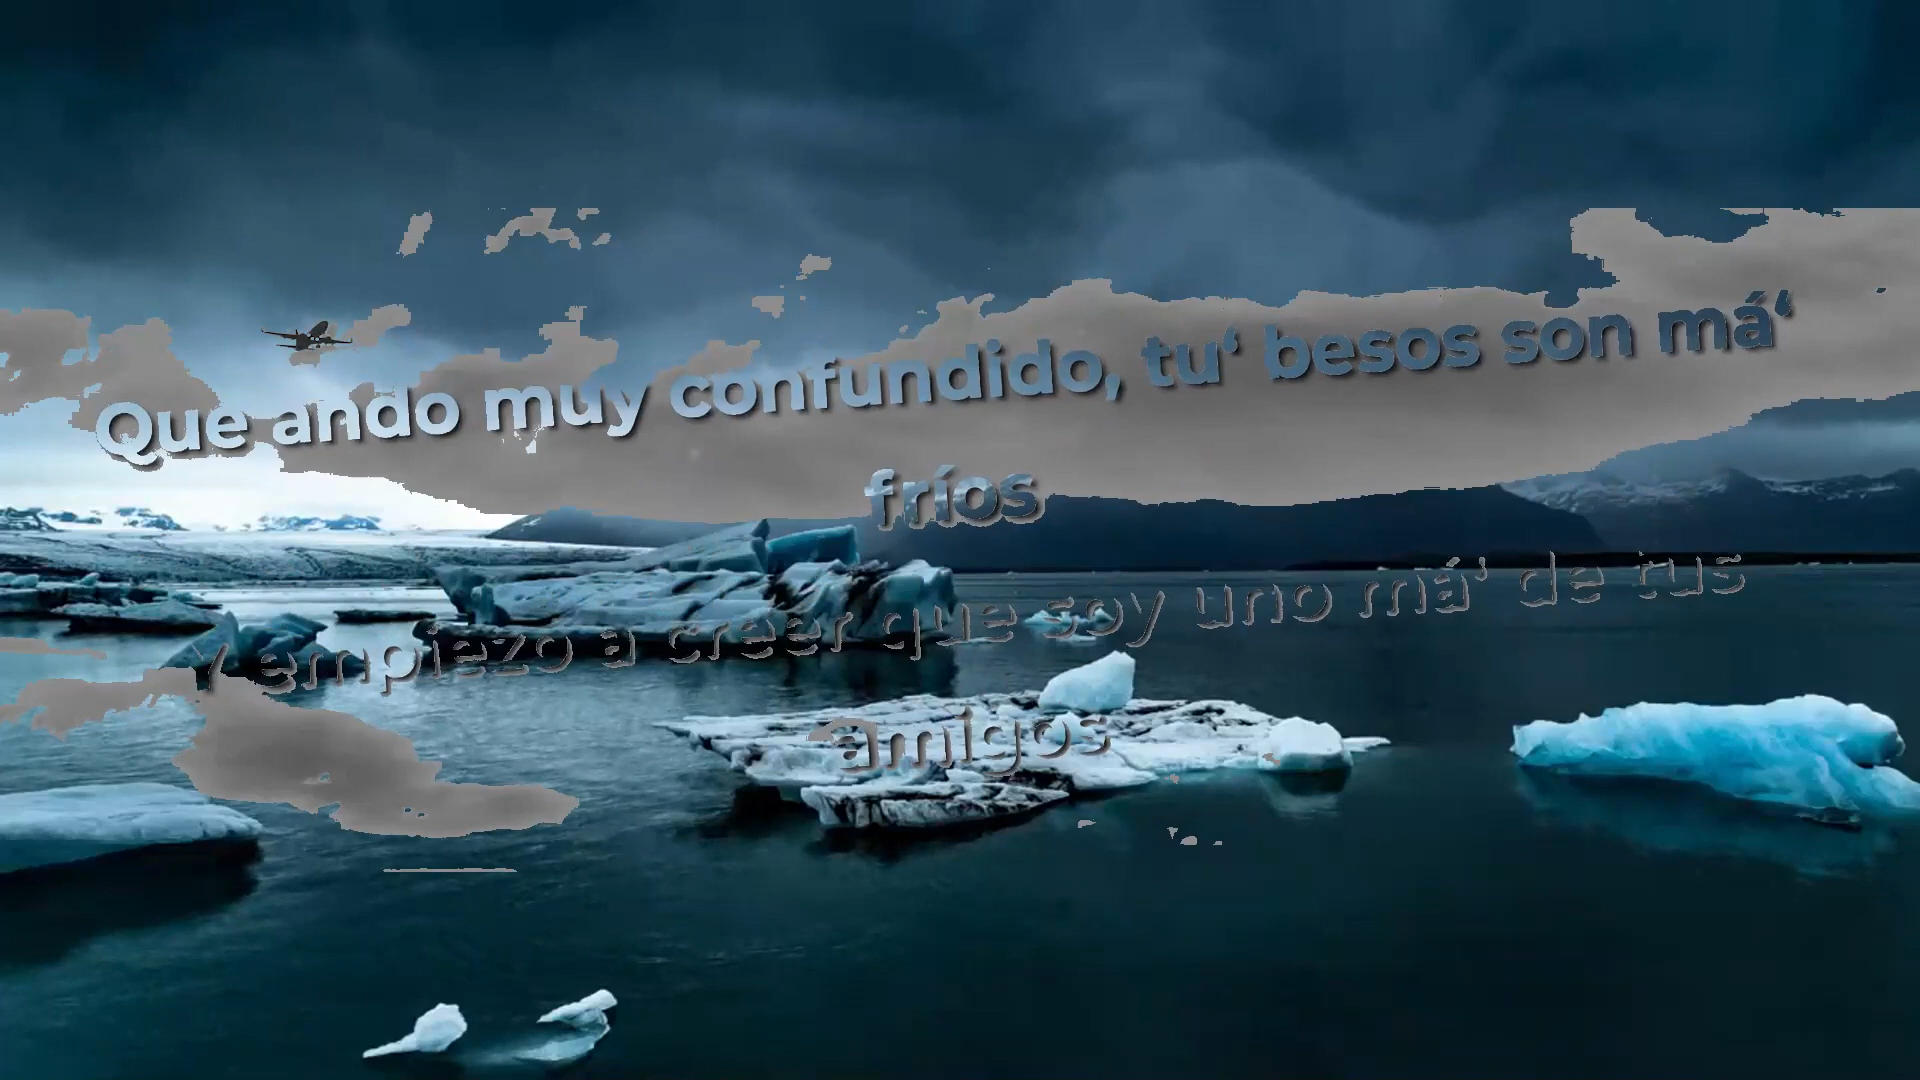 Que ando muy confundido, tu‘ besos son má‘
fríos
Y empiezo a creer que soy uno má’ de tus
amigos